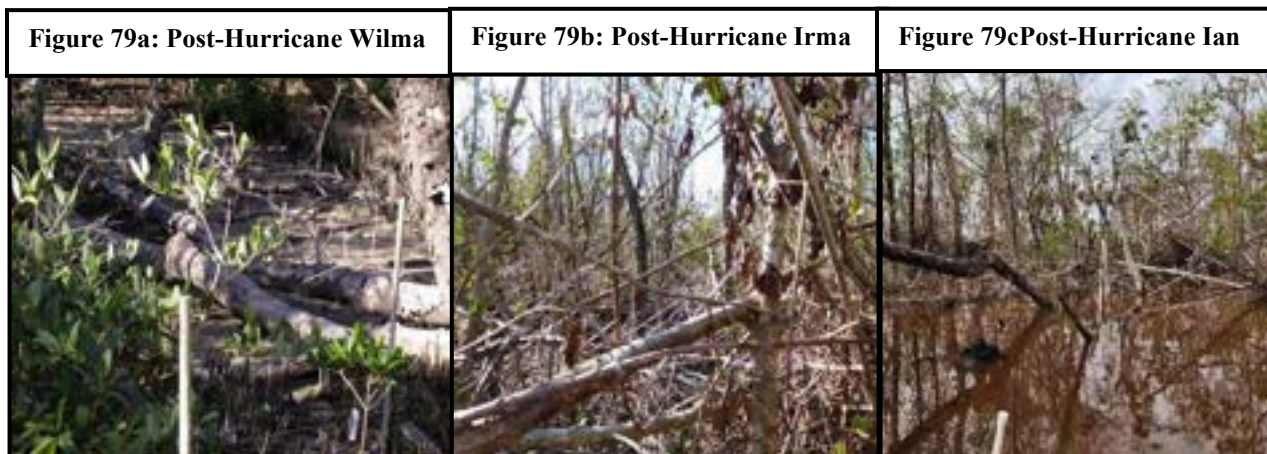 Figure 79a: Post-Hurricane Wilma
Figure 79b: Post-Hurricane Irma
Figure 79cPost-Hurricane Ian